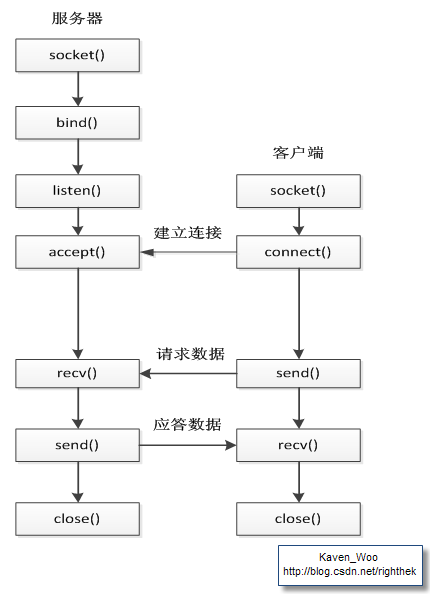 服务器
socket()
bind()
客户端
listen()
socket()
建立连接
accept()
connect()
请求数据
recv()
send()
应答数据
send()
recv()
close()
close()
Kaven_Woo
http://blog.csdn.net/righthek